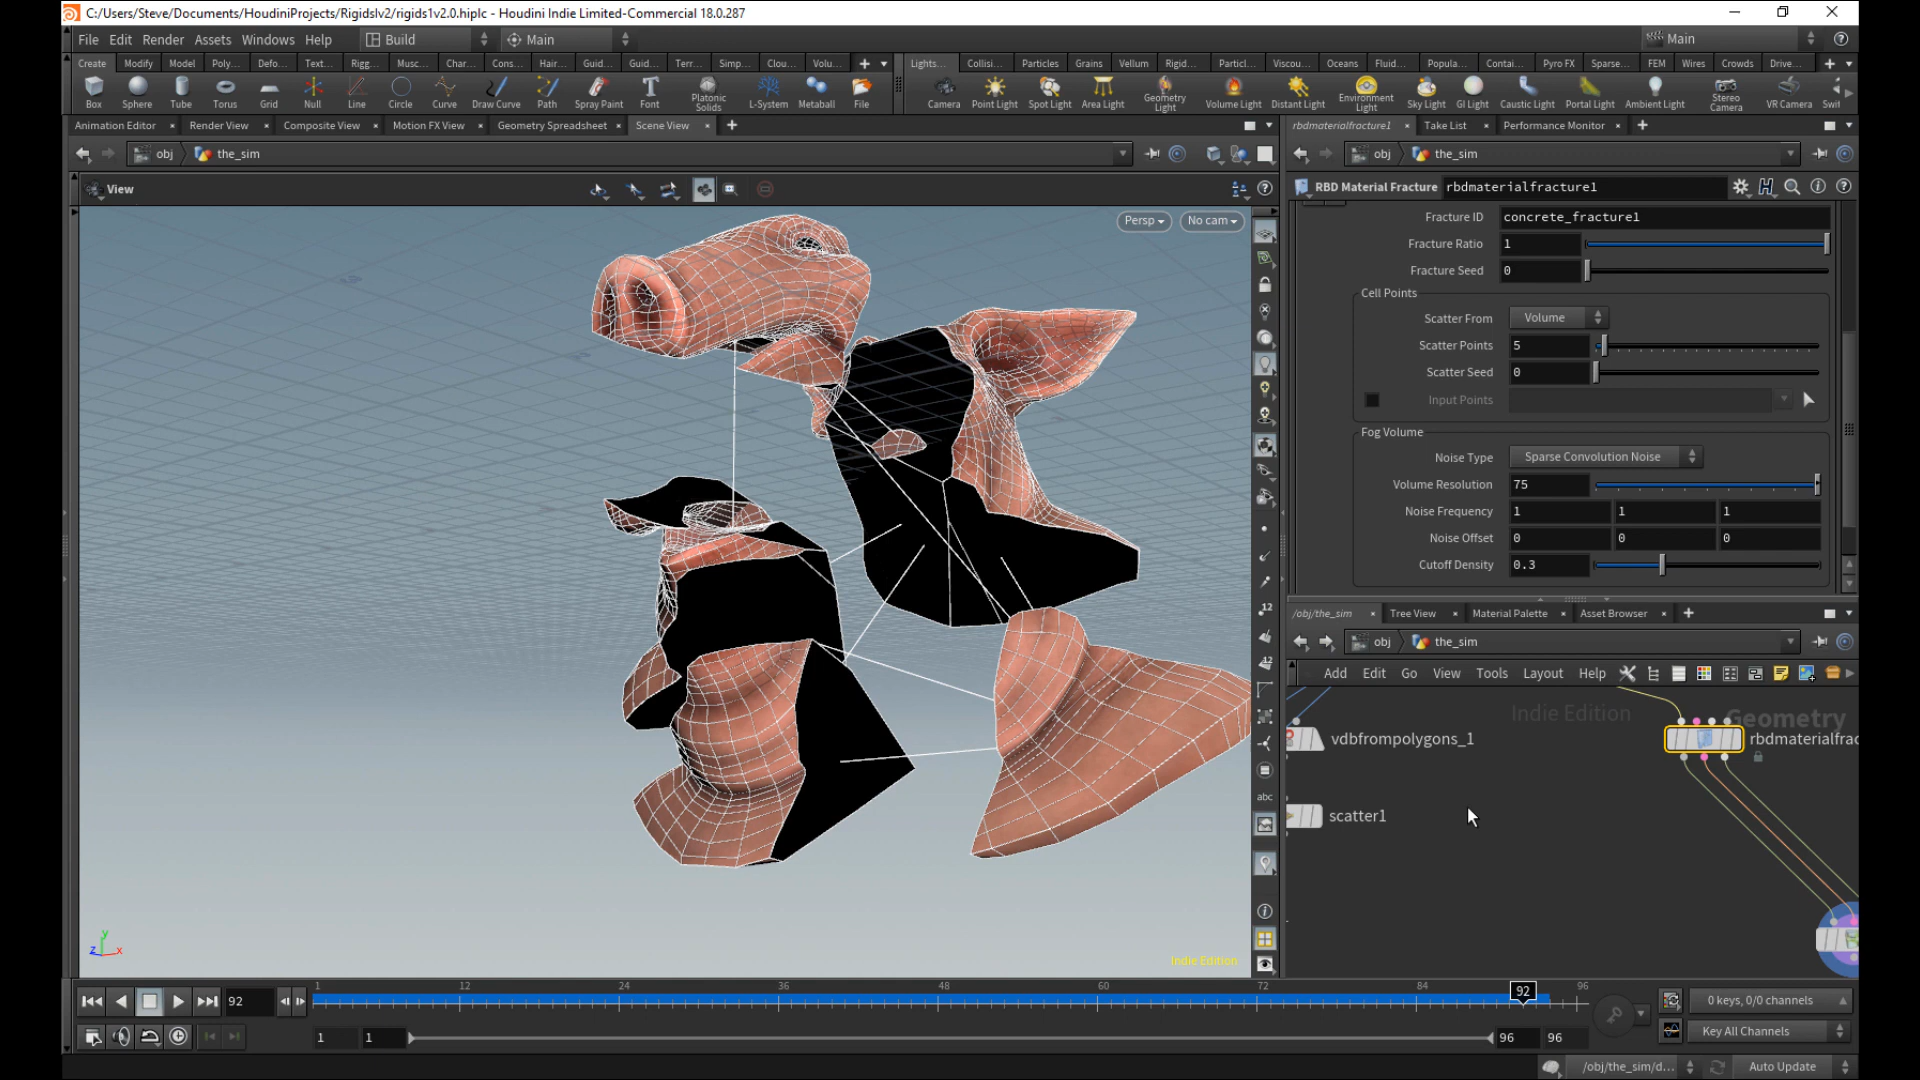 C:/Users/Steve/Documents/HoudiniProjects/Rigidslv2/rigids1v2.0.hiplc - Houdini Indie Limited-Commercial 18.0.287
File Edit Render Assets Windows Help Build Main Main
Create Modify Model Poly... Defo... Text... Rigg... Musc... Char... Cons... Hair... Guid... Guid... Terr... Simp... Clou... Volu... Lights... Collisi... Particles Grains Vellum Rigid... Particl... Viscou... Oceans Fluid... Popula... Contai... Pyro FX Sparse... FEM Wires Crowds Drive...
Box Sphere Tube Torus Grid Null Line Circle Curve Draw Curve Path Spray Paint Font Platonic Solids L-System Metaball File Camera Point Light Spot Light Area Light Geometry Light Volume Light Distant Light Environment Light Sky Light GI Light Caustic Light Portal Light Ambient Light Stereo Camera VR Camera Swit
Animation Editor Render View Composite View Motion FX View Geometry Spreadsheet Scene View rbdmaterialfracture1 Take List Performance Monitor
obj the_sim obj the_sim
View RBD Material Fracture rbdmaterialfracture1
Persp No cam
Fracture ID concrete_fracture1
Fracture Ratio 1
Fracture Seed 0
Cell Points
Scatter From Volume
Scatter Points 5
Scatter Seed 0
Input Points
Fog Volume
Noise Type Sparse Convolution Noise
Volume Resolution 75
Noise Frequency 1 1 1
Noise Offset 0 0 0
Cutoff Density 0.3
/obj/the_sim Tree View Material Palette Asset Browser
obj the_sim
Add Edit Go View Tools Layout Help
Indie Edition Geometry
vdbfrompolygons_1 rbdmaterialfrac
scatter1
12
12
abc
y
z x
Indie Edition
92 1 12 24 36 48 60 72 84 92 96 0 keys, 0/0 channels
1 1 96 96 Key All Channels
/obj/the_sim/d... Auto Update